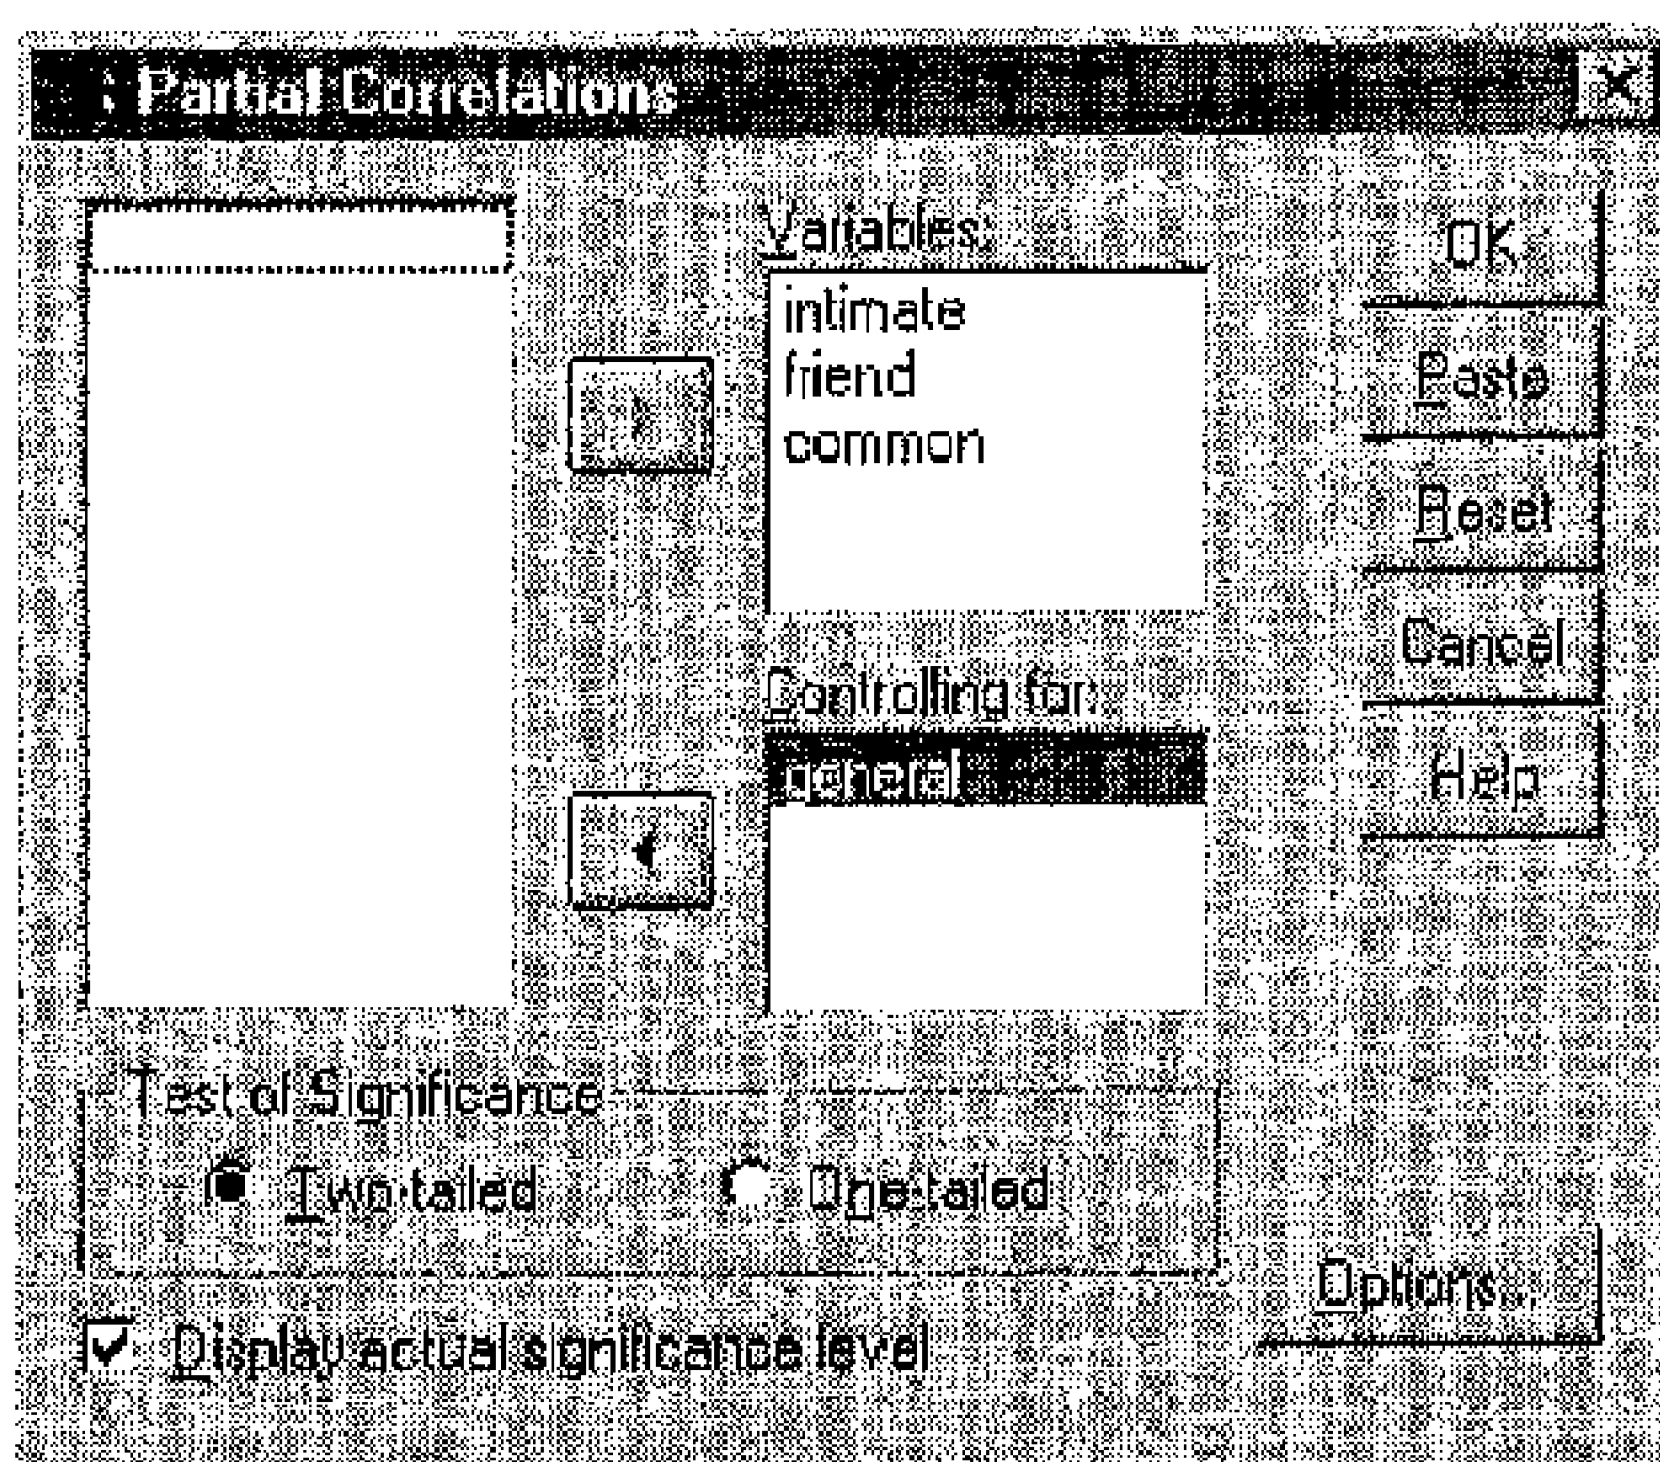 Partial Correlations
Variables:
intimate
friend
common
Controlling for:
general
OK
Paste
Reset
Cancel
Help
Test of Significance
Two-tailed
One-tailed
Options...
Display actual significance level